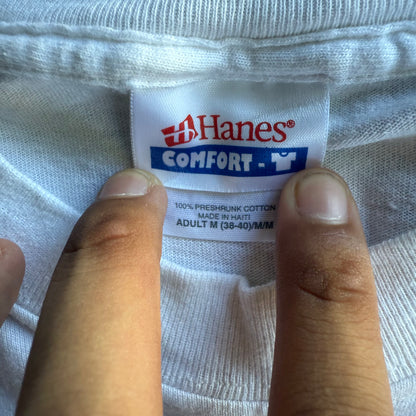 Hanes®
COMFORT-
100% PRESHRUNK COTTON
MADE IN HAITI
ADULT M (38-40)/M/M